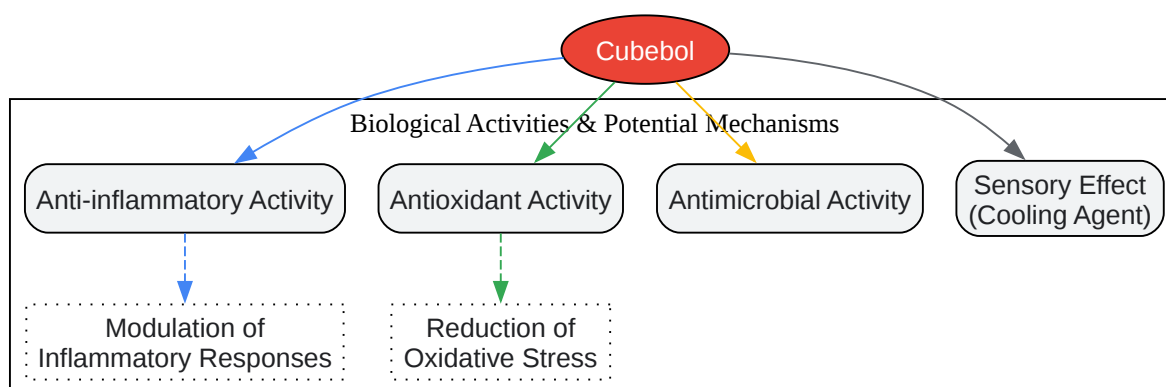 Cubebol
Biological Activities & Potential Mechanisms
Anti-inflammatory Activity
Antioxidant Activity
Antimicrobial Activity
Sensory Effect
(Cooling Agent)
Modulation of
Inflammatory Responses
Reduction of
Oxidative Stress